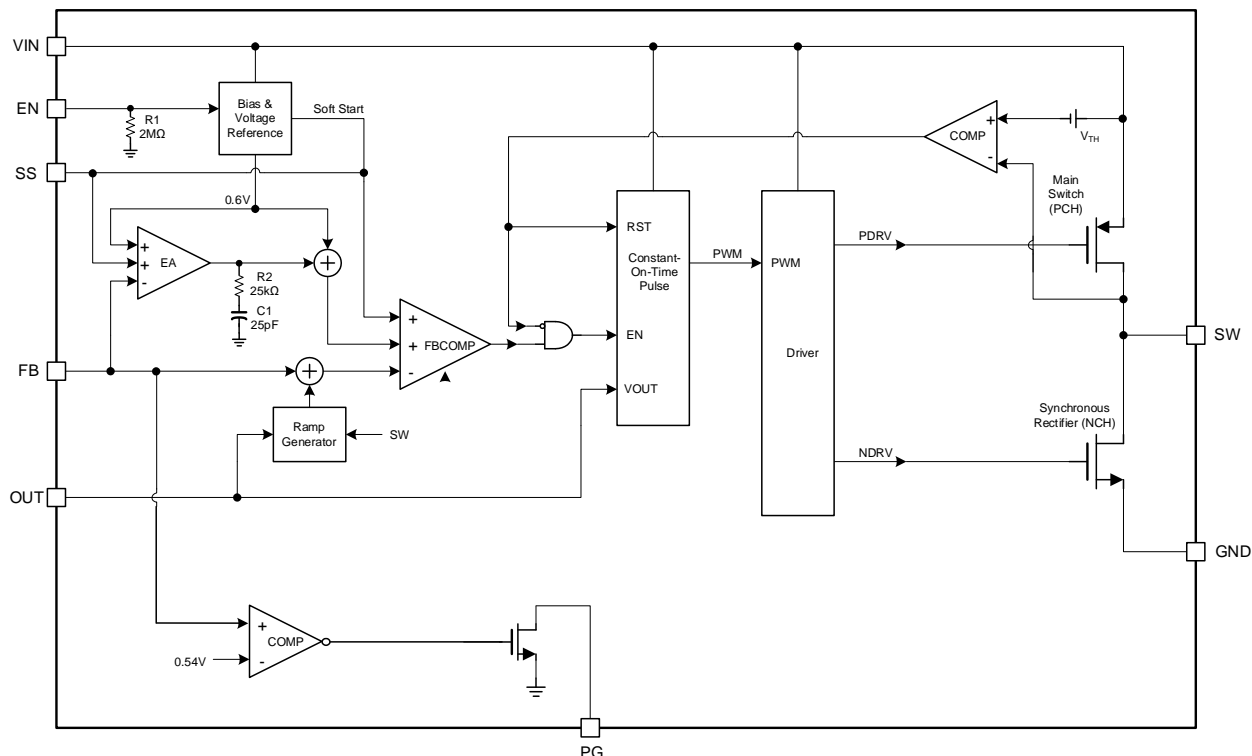 VIN
EN
R1
2MΩ
Bias &
Voltage
Reference
Soft Start
SS
0.6V
+
+
-
EA
R2
25kΩ
C1
25pF
+
+
+
-
FBCOMP
FB
+
Ramp
Generator
SW
OUT
RST
Constant-
On-Time
Pulse
EN
VOUT
PWM
PWM
Driver
PDRV
NDRV
COMP
+
-
VTH
Main
Switch
(PCH)
SW
Synchronous
Rectifier (NCH)
GND
+
-
COMP
0.54V
PG